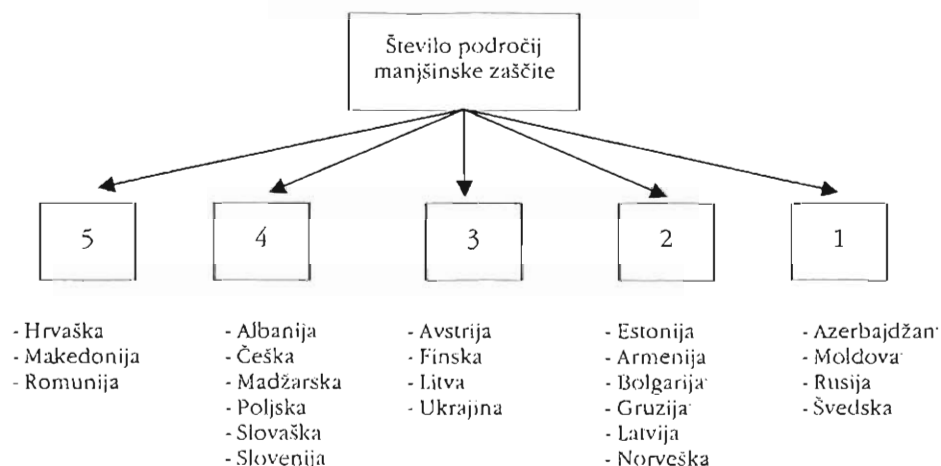 Število področij
manjšinske zaščite
5
4
3
2
1
- Hrvaška
- Makedonija
- Romunija
- Albanija
- Češka
- Madžarska
- Poljska
- Slovaška
- Slovenija
- Avstrija
- Finska
- Litva
- Ukrajina
- Estonija
- Armenija
- Bolgarija
- Gruzija
- Latvija
- Norveška
- Azerbajdžan
- Moldova
- Rusija
- Švedska